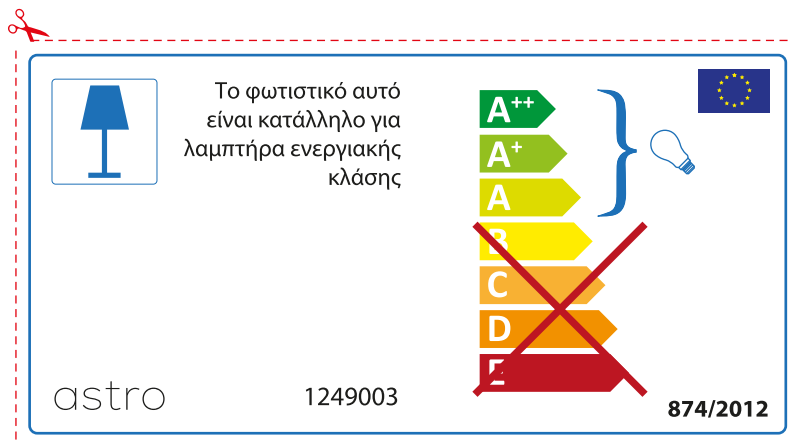 Το φωτιστικό αυτό
είναι κατάλληλο για
λαμπτήρα ενεργιακής
κλάσης
A++
A+
A
B
C
D
E
astro
1249003
874/2012